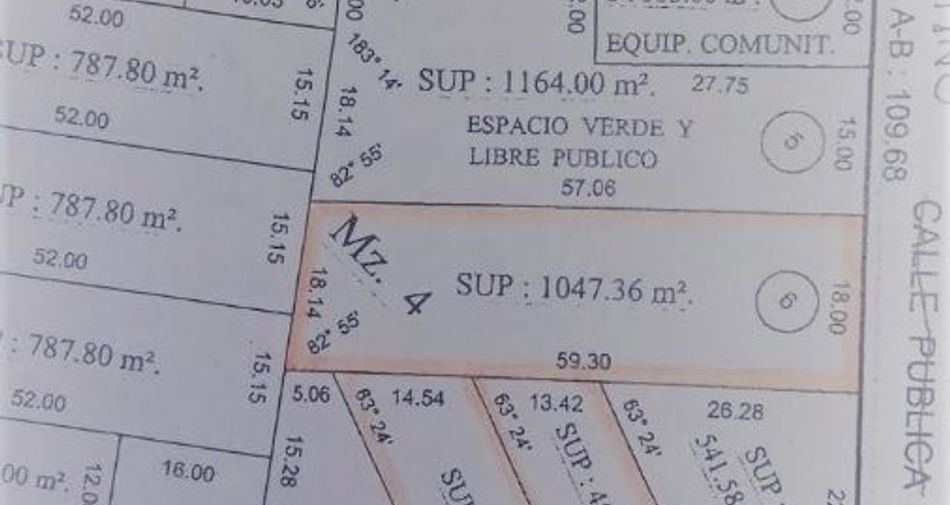 52.00
787.80 m².
15.15
52.00
787.80 m².
15.15
52.00
787.80 m².
15.15
52.00
15.28
16.00
00 m².
183° 14'
18.14
82° 55'
EQUIP. COMUNIT.
SUP : 1164.00 m².
27.75
ESPACIO VERDE Y
LIBRE PUBLICO
57.06
5
15.00
Mz. 4
SUP : 1047.36 m².
6
18.00
18.14
82° 55'
59.30
5.06
14.54
13.42
26.28
63° 24'
63° 24'
63° 24'
SUP :
SUP
541.58
A-B : 109.68
CALLE PUBLICA